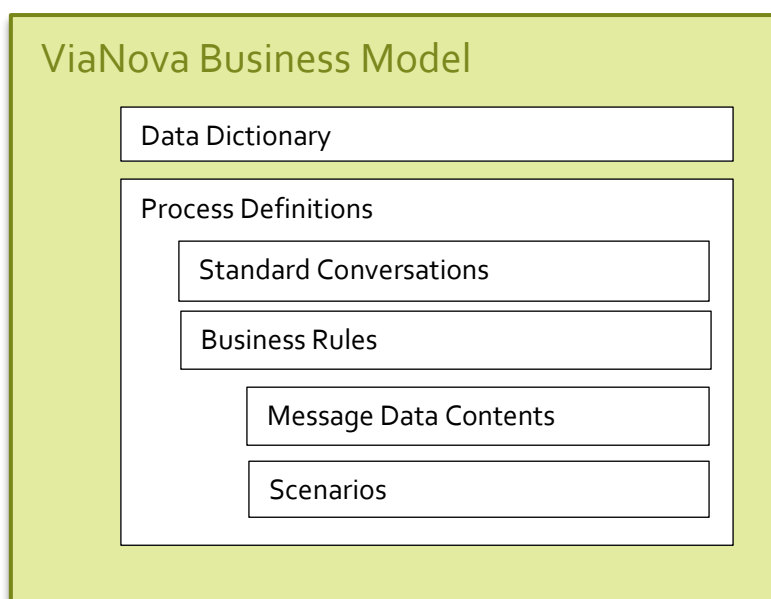 ViaNova Business Model
Data Dictionary
Process Definitions
Standard Conversations
Business Rules
Message Data Contents
Scenarios